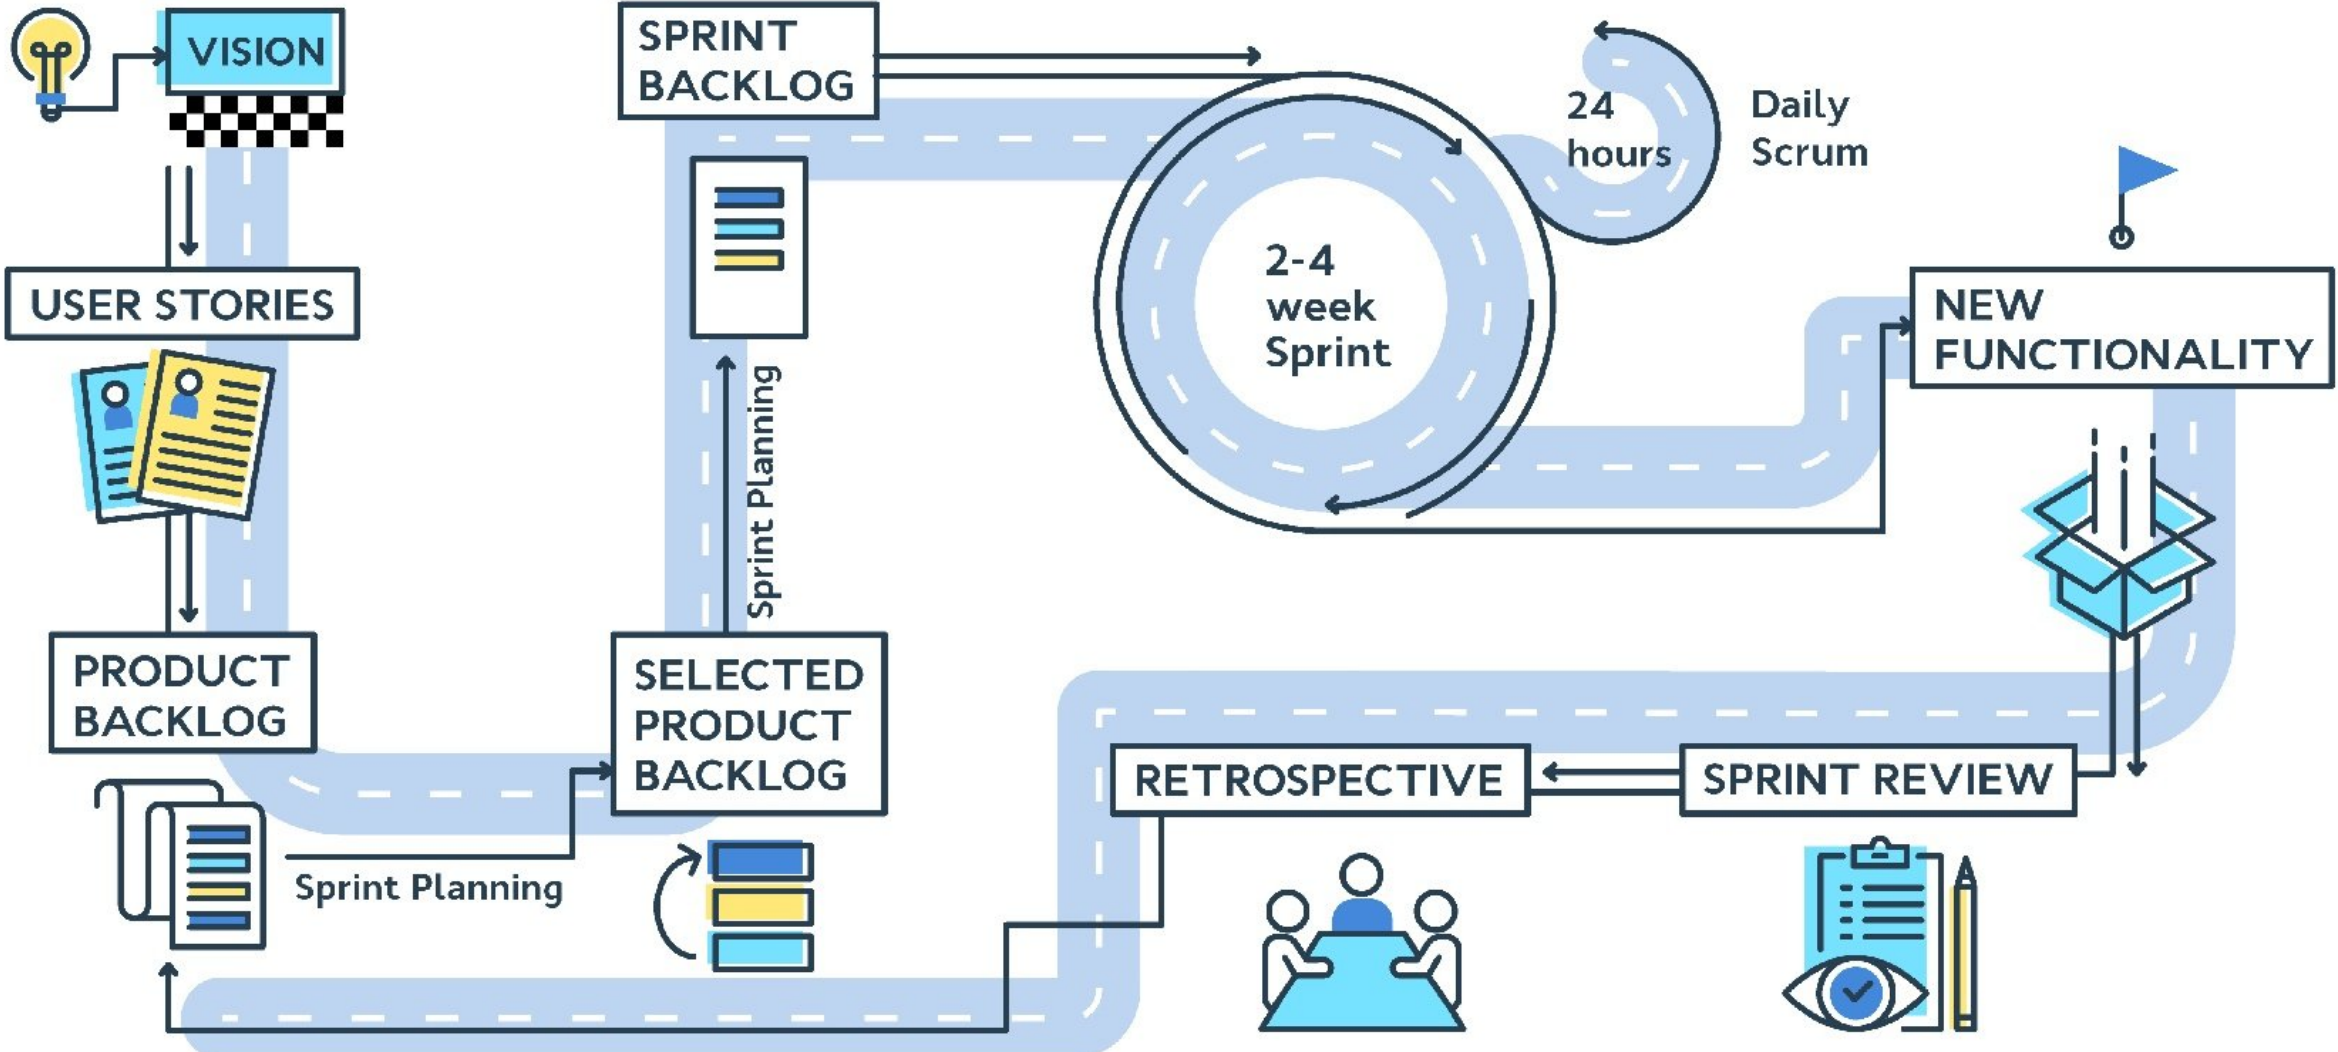 VISION
USER STORIES
PRODUCT
BACKLOG
Sprint Planning
SELECTED
PRODUCT
BACKLOG
Sprint Planning
SPRINT
BACKLOG
2-4
week
Sprint
24
hours
Daily
Scrum
NEW
FUNCTIONALITY
SPRINT REVIEW
RETROSPECTIVE